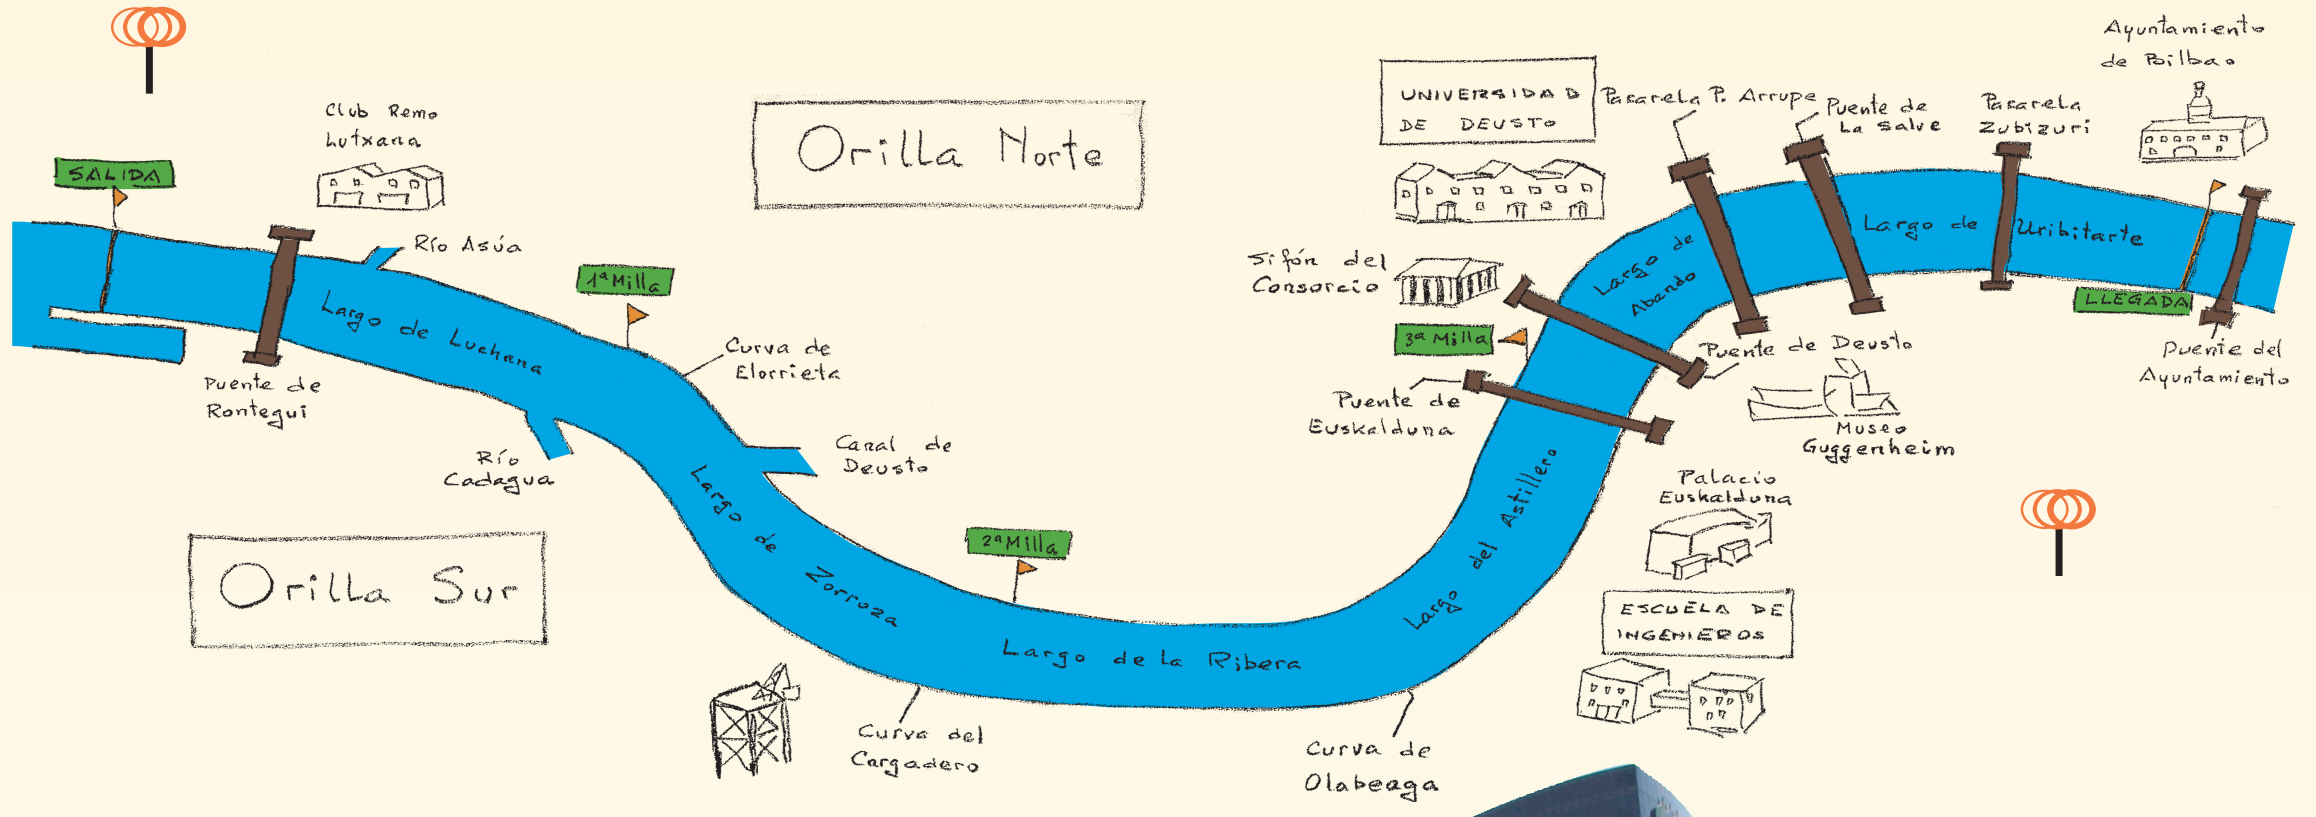 SALIDA
Club Remo
Lutxana
Río Asúa
Puente de
Rontegui
Largo de Luchana
1ª Milla
Curva de
Elorrieta
Río
Cadagua
Canal de
Deusto
Orilla Norte
Orilla Sur
Largo de Zorroza
2ª Milla
Curva del
Cargadero
Largo de la Ribera
Curva de
Olabeaga
Largo del Astillero
ESCUELA DE
INGENIEROS
Palacio
Euskalduna
Puente de
Euskalduna
3ª Milla
Sifón del
Consorcio
UNIVERSIDAD
DE DEUSTO
Puente de Deusto
Largo de
Abando
Museo
Guggenheim
Pasarela P. Arrupe
Puente de
La Salve
Largo de Uribitarte
Pasarela
Zubizuri
Ayuntamiento
de Bilbao
LLEGADA
Puente del
Ayuntamiento